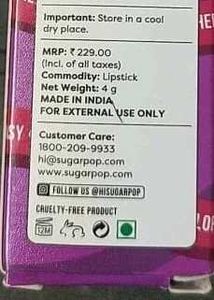 Important: Store in a cool
dry place.
MRP: ₹ 229.00
(Incl. of all taxes)
Commodity: Lipstick
Net Weight: 4 g
MADE IN INDIA
FOR EXTERNAL USE ONLY
Customer Care:
1800-209-9933
hi@sugarpop.com
www.sugarpop.com
FOLLOW US @HISUGARPOP
CRUELTY-FREE PRODUCT
12M